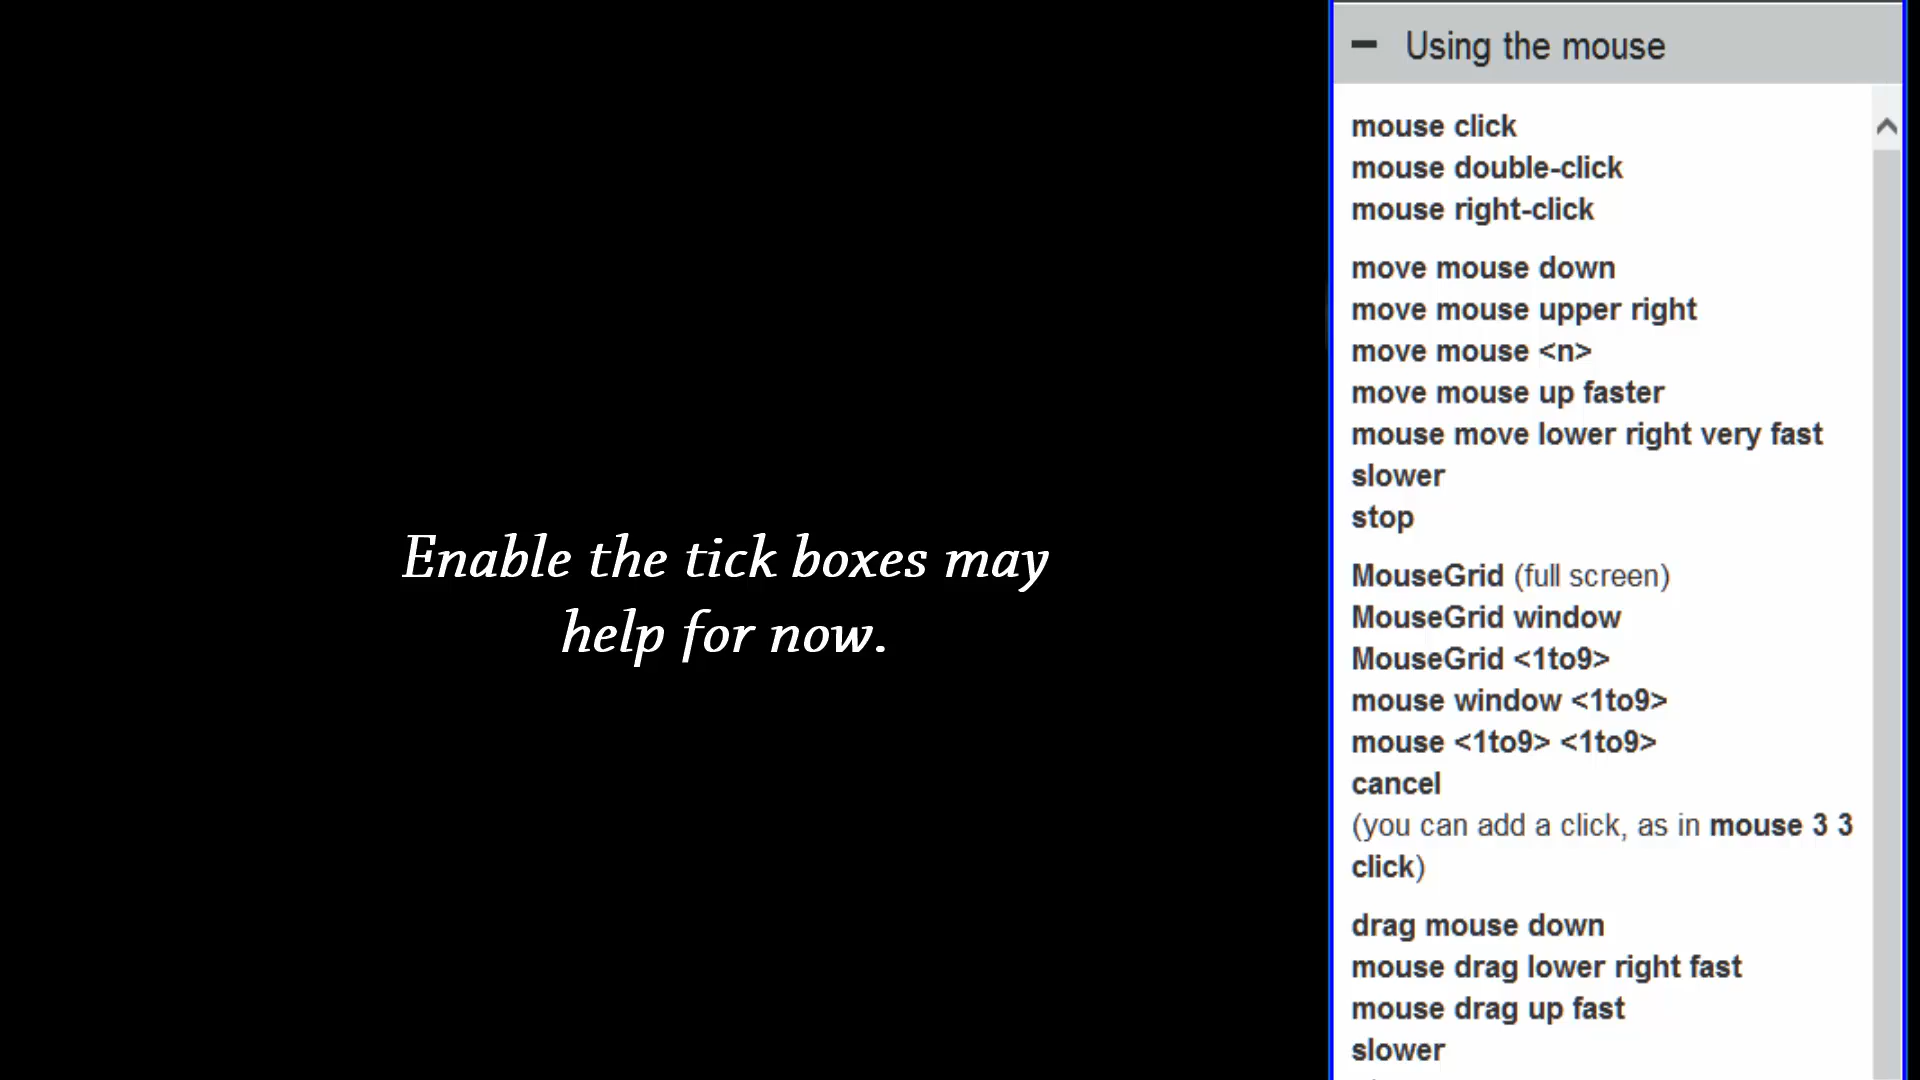 Enable the tick boxes may
help for now.
Using the mouse
mouse click
mouse double-click
mouse right-click
move mouse down
move mouse upper right
move mouse <n>
move mouse up faster
mouse move lower right very fast
slower
stop
MouseGrid (full screen)
MouseGrid window
MouseGrid <1to9>
mouse window <1to9>
mouse <1to9> <1to9>
cancel
(you can add a click, as in mouse 3 3
click)
drag mouse down
mouse drag lower right fast
mouse drag up fast
slower